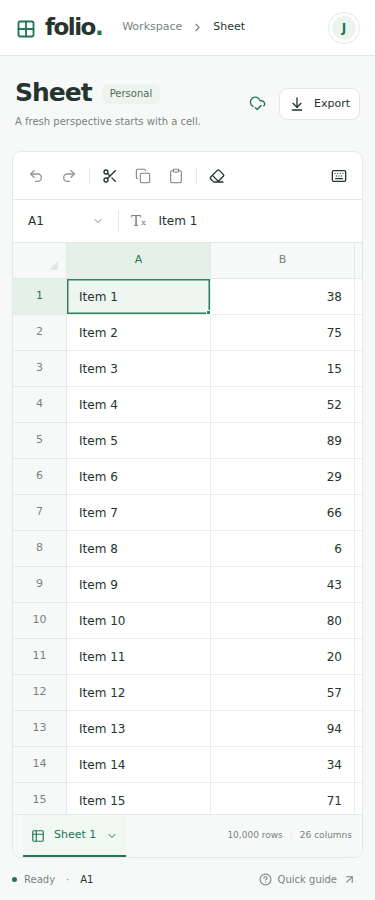 folio. Workspace Sheet J
Sheet Personal
Export
A fresh perspective starts with a cell.
A1 Tx Item 1
A B
1 Item 1 38
2 Item 2 75
3 Item 3 15
4 Item 4 52
5 Item 5 89
6 Item 6 29
7 Item 7 66
8 Item 8 6
9 Item 9 43
10 Item 10 80
11 Item 11 20
12 Item 12 57
13 Item 13 94
14 Item 14 34
15 Item 15 71
Sheet 1 10,000 rows 26 columns
Ready · A1 Quick guide